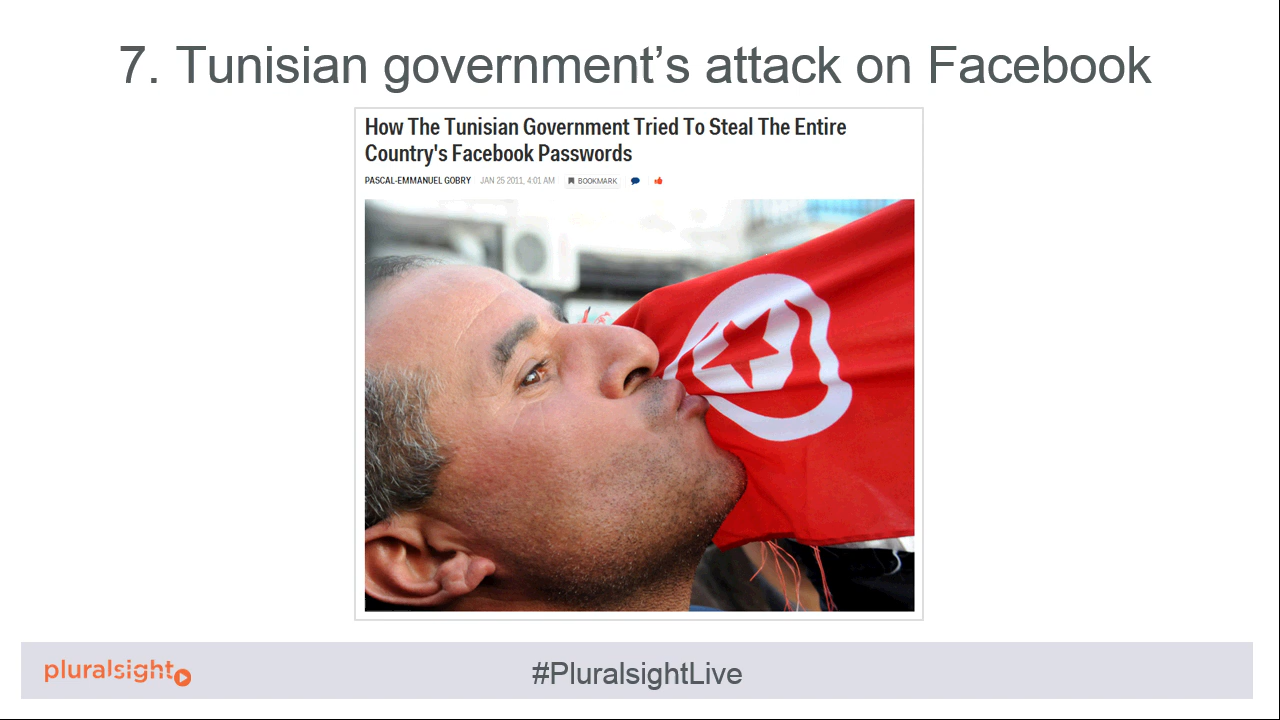 7. Tunisian government’s attack on Facebook
How The Tunisian Government Tried To Steal The Entire
Country's Facebook Passwords
PASCAL-EMMANUEL GOBRY JAN 25 2011, 4:01 AM BOOKMARK
pluralsight
#PluralsightLive